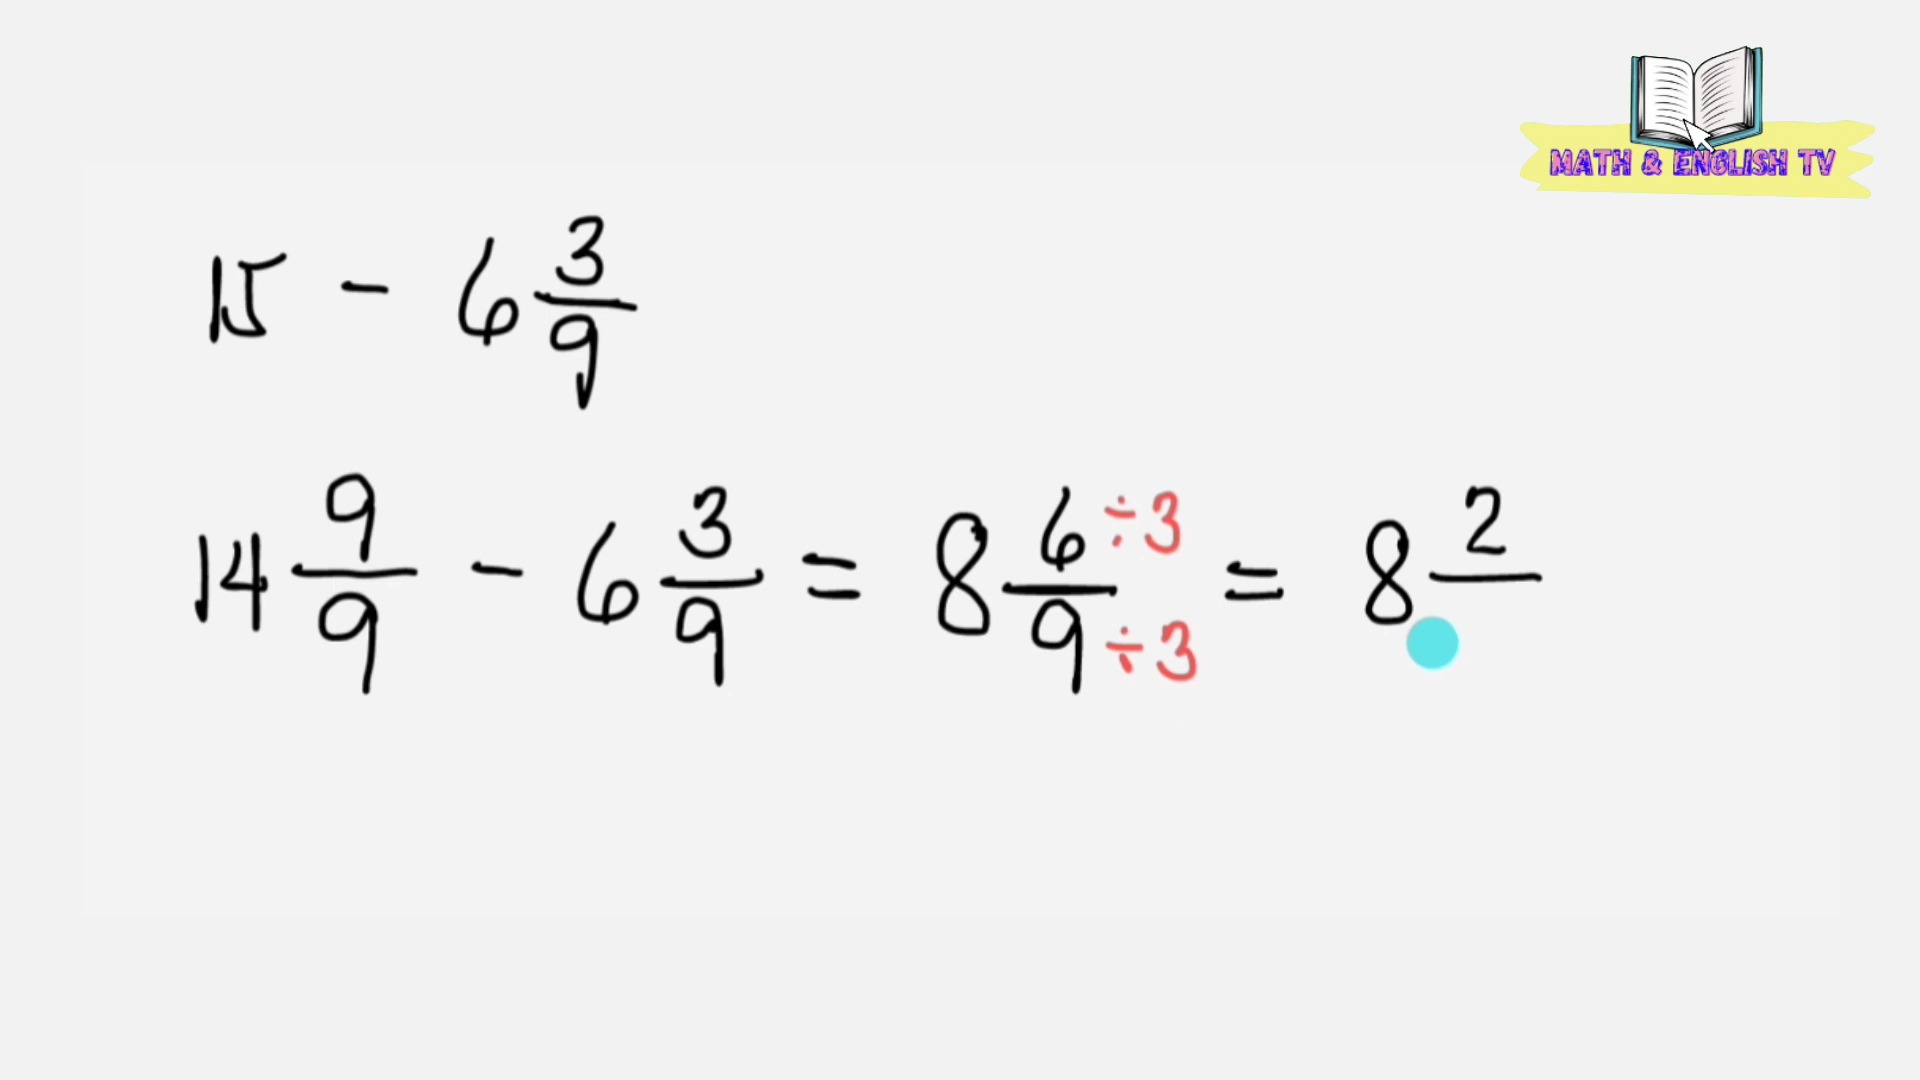 MATH & ENGLISH TV
15 - 6 3/9
14 9/9 - 6 3/9 = 8 6/9 ÷3 ÷3 = 8 2/